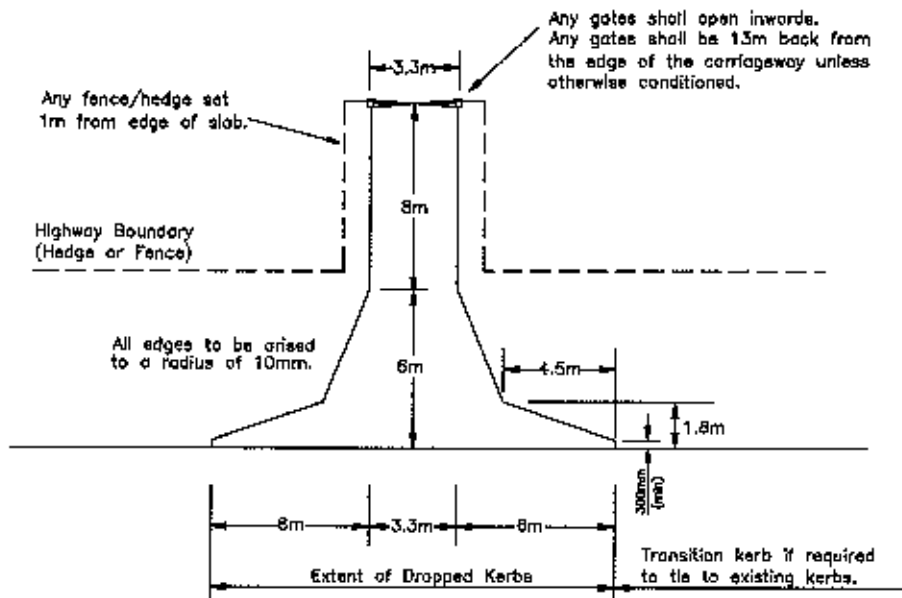 Any gates shall open inwards.
Any gates shall be 13m back from
the edge of the carriageway unless
otherwise conditioned.
3.3m
Any fence/hedge set
1m from edge of slab.
8m
Highway Boundary
(Hedge or Fence)
All edges to be arised
to a radius of 10mm.
6m
4.5m
1.8m
300mm
(min)
6m
3.3m
6m
Extent of Dropped Kerbs
Transition kerb if required
to tie to existing kerbs.